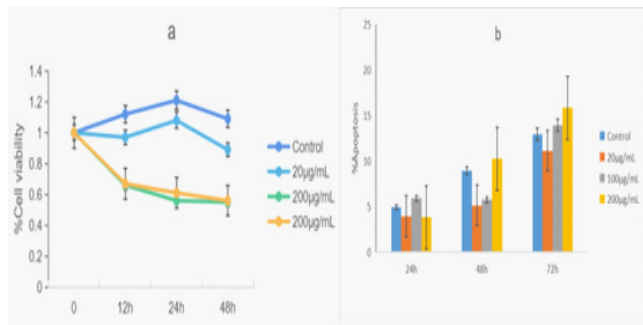 a
%Cell viability
1.4
1.2
1
0.8
0.6
0.4
0.2
0
0 12h 24h 48h
Control
20µg/mL
200µg/mL
200µg/mL
b
%Apoptosis
25
20
15
10
5
0
24h 48h 72h
Control
20µg/mL
100µg/mL
200µg/mL